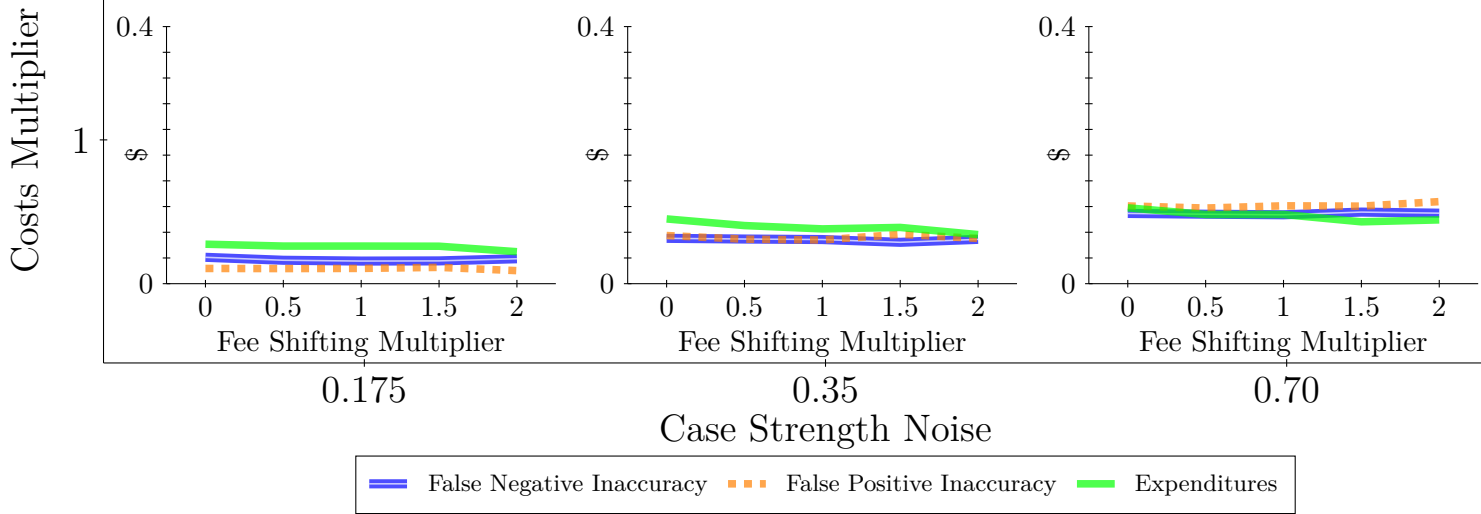 Costs Multiplier
1
0.4
$
0
0 0.5 1 1.5 2
Fee Shifting Multiplier
0.4
$
0
0 0.5 1 1.5 2
Fee Shifting Multiplier
0.4
$
0
0 0.5 1 1.5 2
Fee Shifting Multiplier
0.175 0.35 0.70
Case Strength Noise
False Negative Inaccuracy False Positive Inaccuracy Expenditures